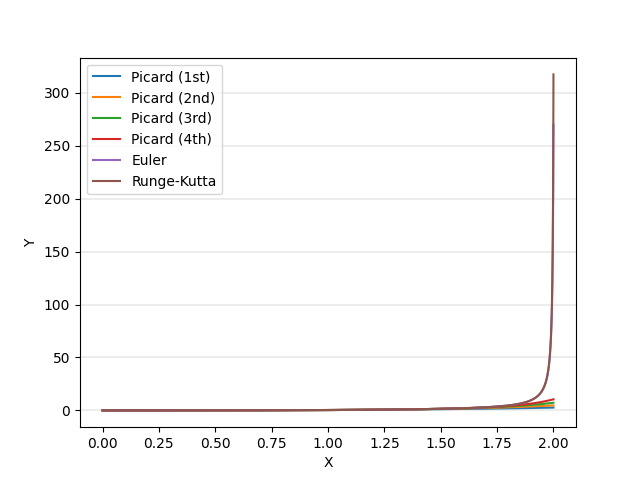 Picard (1st)
Picard (2nd)
Picard (3rd)
Picard (4th)
Euler
Runge-Kutta
300
250
200
150
100
50
0
Y
0.00 0.25 0.50 0.75 1.00 1.25 1.50 1.75 2.00
X